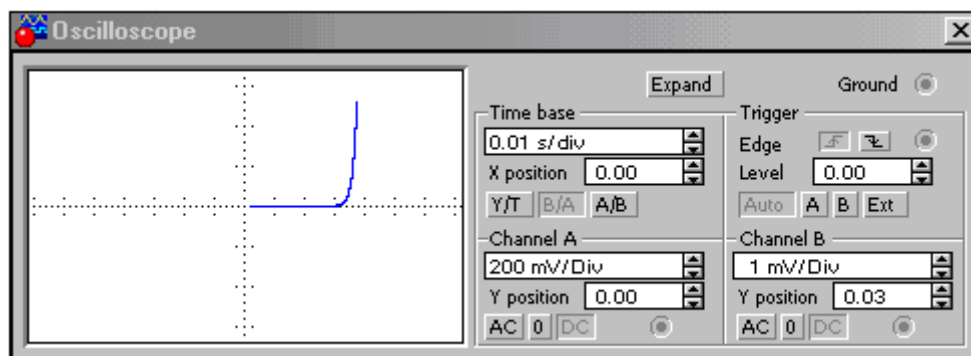 Oscilloscope
Expand
Ground
Time base
0.01 s/div
X position 0.00
Y/T B/A A/B
Trigger
Edge
Level 0.00
Auto A B Ext
Channel A
200 mV/Div
Y position 0.00
AC 0 DC
Channel B
1 mV/Div
Y position 0.03
AC 0 DC